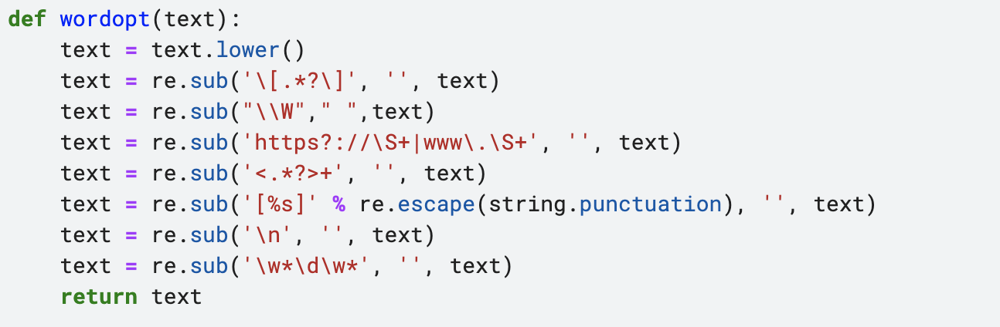 def wordopt(text):
    text = text.lower()
    text = re.sub('\[.*?\]', '', text)
    text = re.sub("\\W"," ",text)
    text = re.sub('https?://\S+|www\.\S+', '', text)
    text = re.sub('<.*?>+', '', text)
    text = re.sub('[%s]' % re.escape(string.punctuation), '', text)
    text = re.sub('\n', '', text)
    text = re.sub('\w*\d\w*', '', text)
    return text